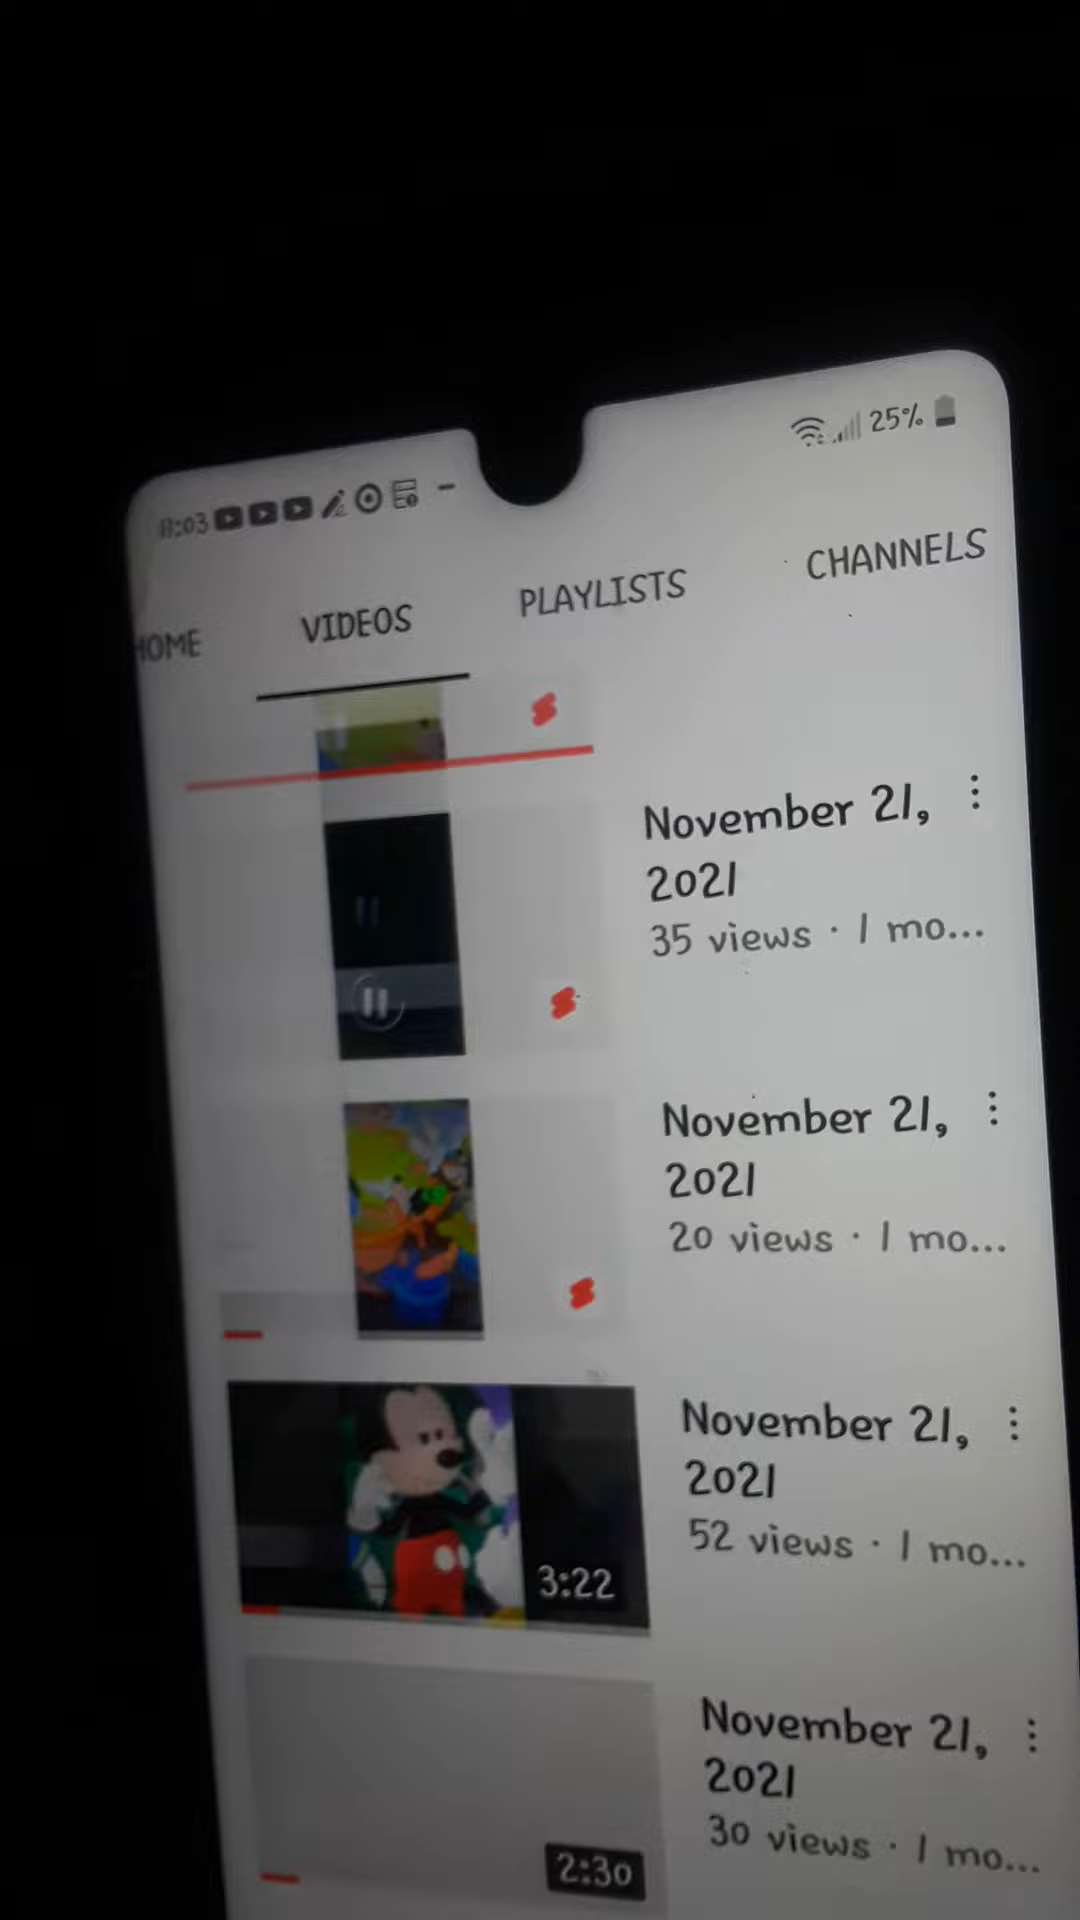 8:03 25%
HOME VIDEOS PLAYLISTS CHANNELS
November 21,
2021
35 views · 1 mo...
November 21,
2021
20 views · 1 mo...
November 21,
2021
52 views · 1 mo...
3:22
November 21,
2021
30 views · 1 mo...
2:30